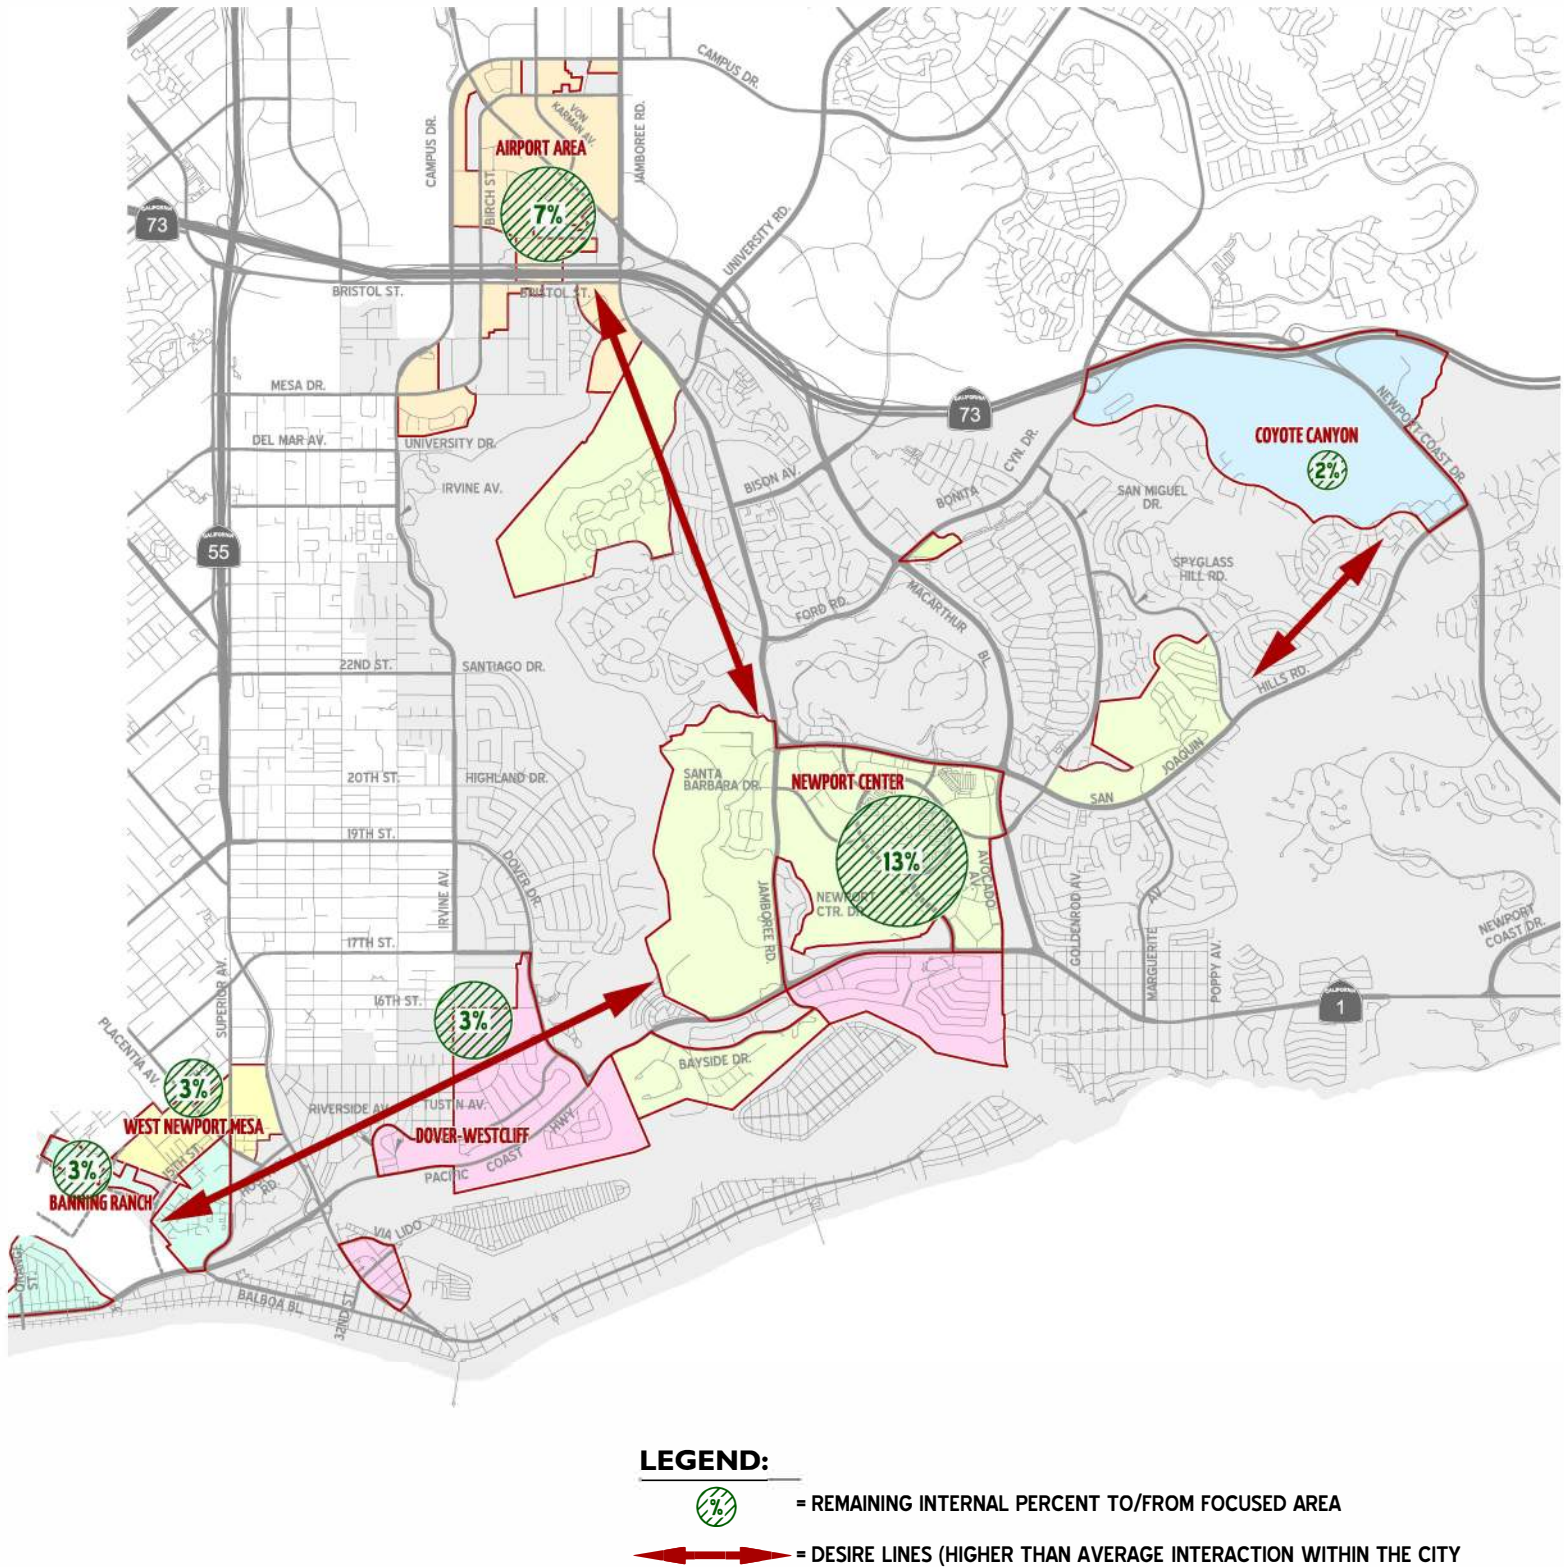 CAMPUS DR.
VON
KARMAN AV.
CAMPUS DR.
JAMBOREE RD.
AIRPORT AREA
BIRCH ST.
7%
CALIFORNIA
73
UNIVERSITY RD.
BRISTOL ST.
BRISTOL ST.
MESA DR.
CALIFORNIA
73
NEWPORT COAST DR.
DEL MAR AV.
UNIVERSITY DR.
COYOTE CANYON
2%
CYN. DR.
IRVINE AV.
BISON AV.
BONITA
SAN MIGUEL
DR.
CALIFORNIA
55
SPYGLASS
HILL RD.
FORD RD.
MACARTHUR
BL.
22ND ST.
SANTIAGO DR.
HILLS RD.
JOAQUIN
SAN
20TH ST.
HIGHLAND DR.
SANTA
BARBARA DR.
NEWPORT CENTER
19TH ST.
DOVER DR.
13%
AVOCADO
AV.
IRVINE AV.
JAMBOREE RD.
NEWPORT
CTR. DR.
GOLDENROD AV.
MARGUERITE
AV.
POPPY AV.
NEWPORT
COAST DR.
17TH ST.
SUPERIOR AV.
16TH ST.
3%
CALIFORNIA
1
PLACENTIA AV.
3%
BAYSIDE DR.
RIVERSIDE AV.
TUSTIN AV.
WEST NEWPORT MESA
DOVER-WESTCLIFF
HWY.
COAST
PACIFIC
15TH ST.
3%
BANNING RANCH
RD.
VIA LIDO
ORANGE
ST.
BALBOA BL.
32ND ST.
LEGEND:
% = REMAINING INTERNAL PERCENT TO/FROM FOCUSED AREA
= DESIRE LINES (HIGHER THAN AVERAGE INTERACTION WITHIN THE CITY